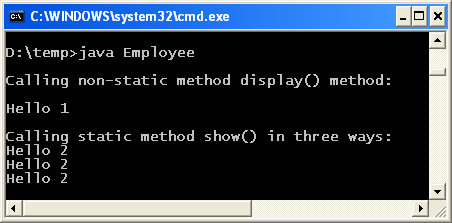 C:\WINDOWS\system32\cmd.exe
D:\temp>java Employee
Calling non-static method display() method:
Hello 1
Calling static method show() in three ways:
Hello 2
Hello 2
Hello 2